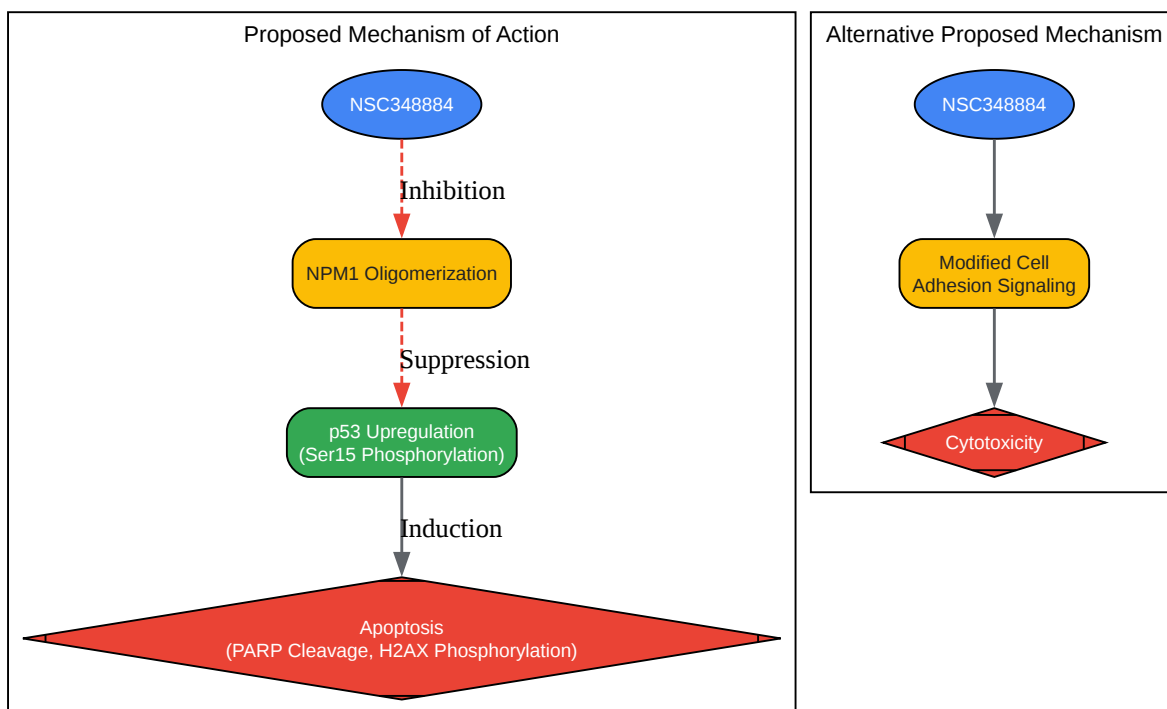 Proposed Mechanism of Action
NSC348884
Inhibition
NPM1 Oligomerization
Suppression
p53 Upregulation
(Ser15 Phosphorylation)
Induction
Apoptosis
(PARP Cleavage, H2AX Phosphorylation)
Alternative Proposed Mechanism
NSC348884
Modified Cell
Adhesion Signaling
Cytotoxicity